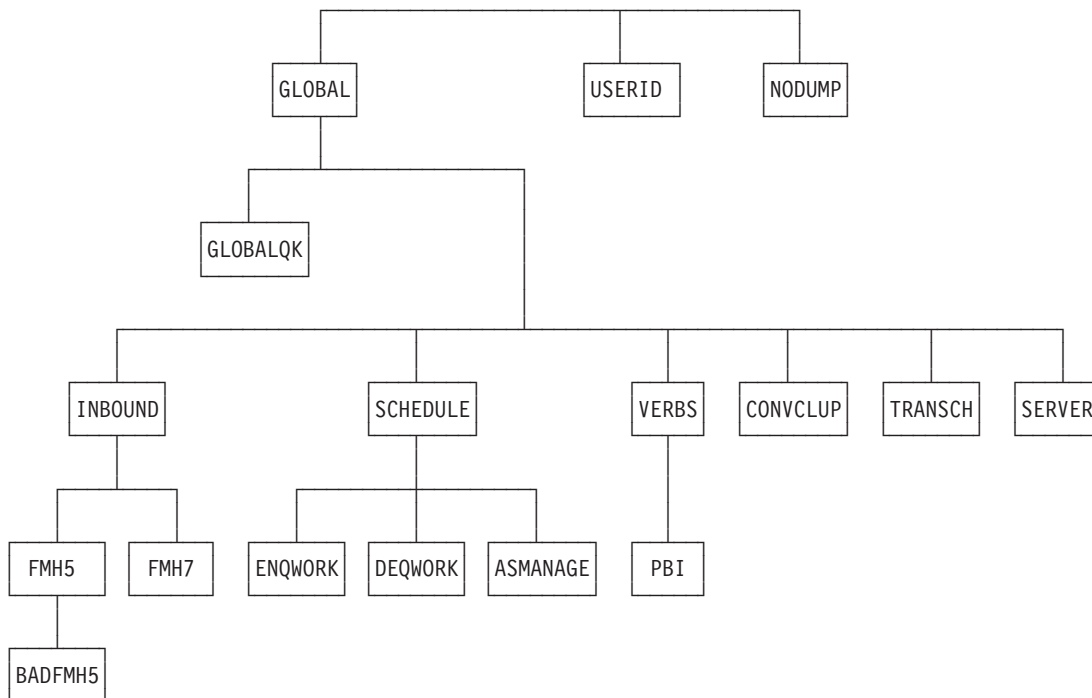 GLOBAL
USERID
NODUMP
GLOBALQK
INBOUND
SCHEDULE
VERBS
CONVCLUP
TRANSCH
SERVER
FMH5
FMH7
ENQWORK
DEQWORK
ASMANAGE
PBI
BADFMH5